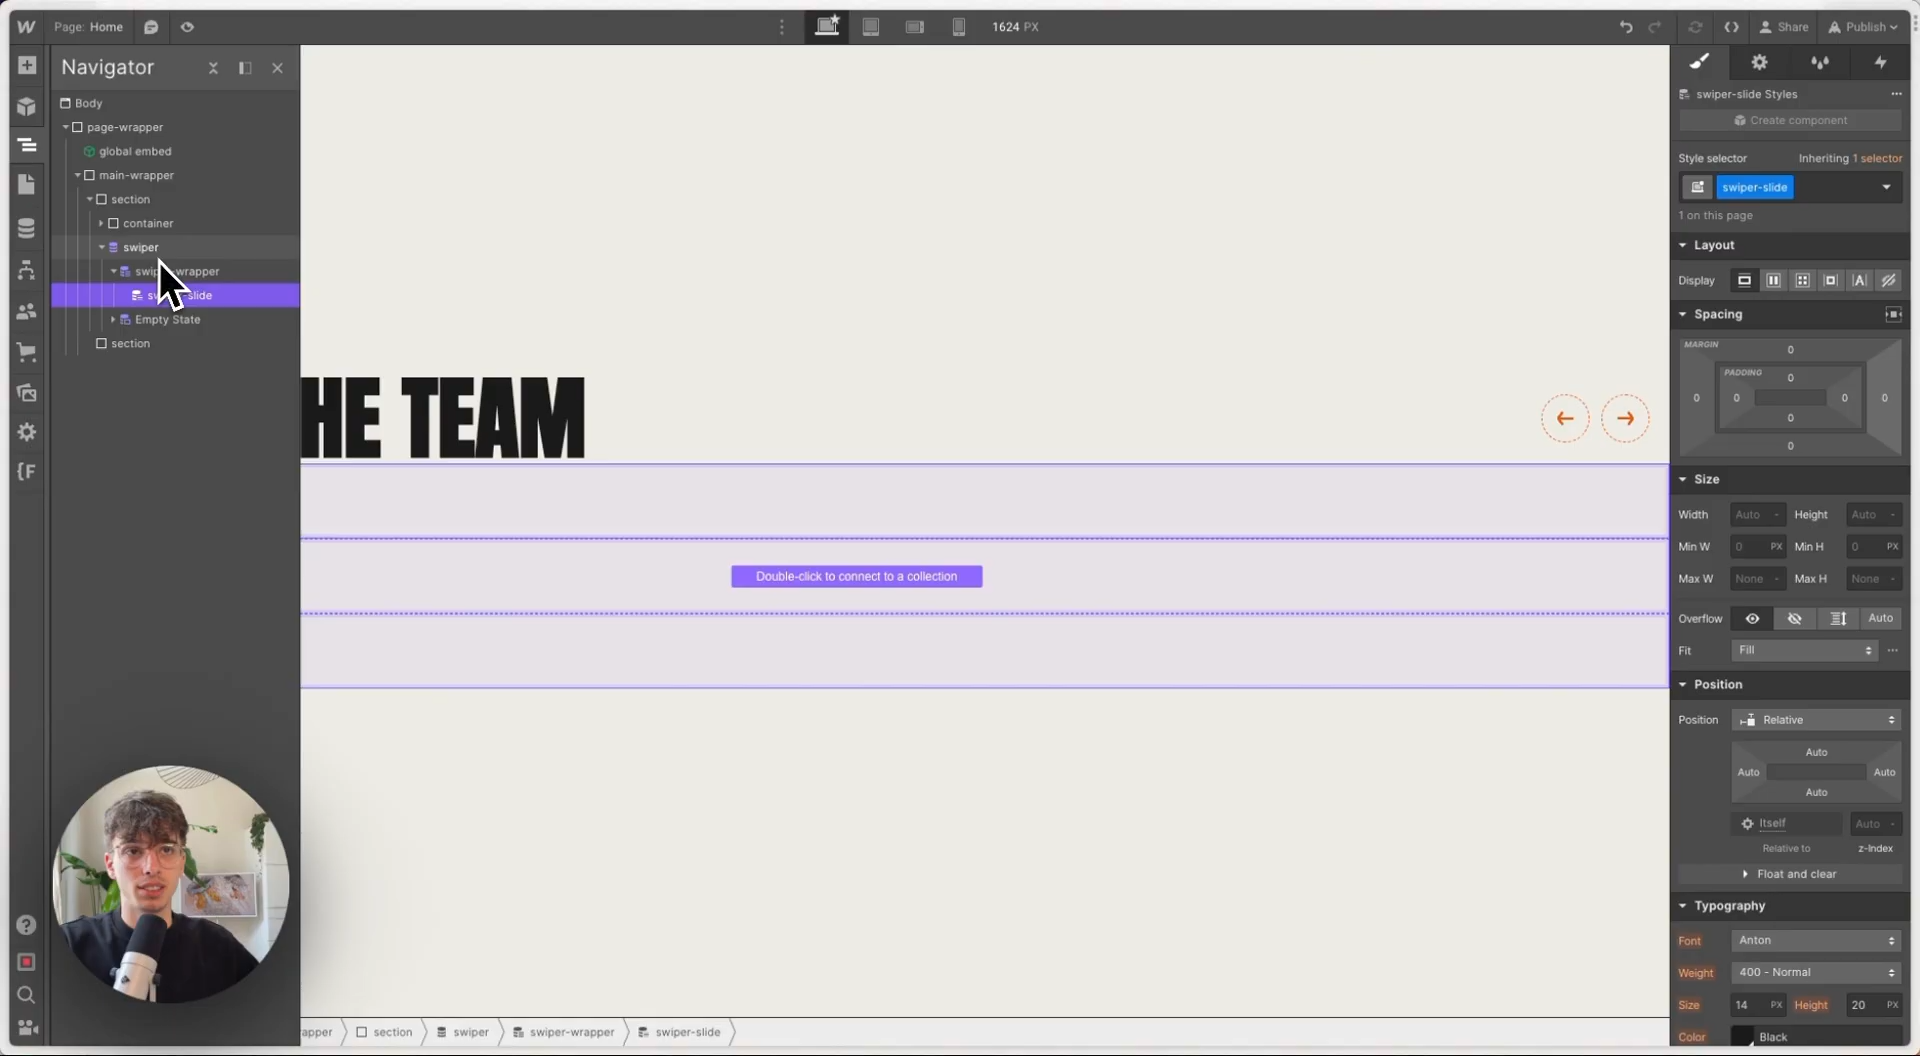 Page: Home
1624 PX
Share
Publish
Navigator
Body
page-wrapper
global embed
main-wrapper
section
container
swiper
swip wrapper
sw slide
Empty State
section
HE TEAM
Double-click to connect to a collection
apper
section
swiper
swiper-wrapper
swiper-slide
swiper-slide Styles
Create component
Style selector
Inheriting 1 selector
swiper-slide
1 on this page
Layout
Display
Spacing
MARGIN
0
PADDING
0
0 0 0 0
0
0
Size
Width Auto - Height Auto -
Min W 0 PX Min H 0 PX
Max W None - Max H None -
Overflow Auto
Fit Fill
Position
Position Relative
Auto
Auto Auto
Auto
Itself Auto -
Relative to z-Index
Float and clear
Typography
Font Anton
Weight 400 - Normal
Size 14 PX Height 20 PX
Color Black